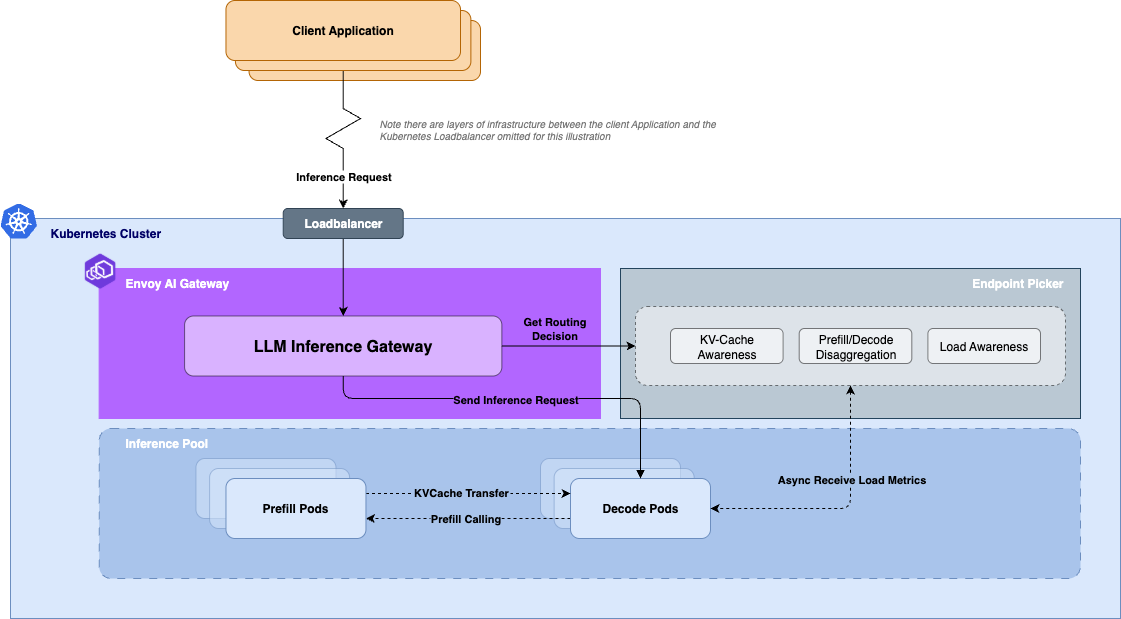 Client Application
Note there are layers of infrastructure between the client Application and the
Kubernetes Loadbalancer omitted for this illustration
Inference Request
Loadbalancer
Kubernetes Cluster
Envoy AI Gateway
Endpoint Picker
LLM Inference Gateway
Get Routing
Decision
KV-Cache
Awareness
Prefill/Decode
Disaggregation
Load Awareness
Send Inference Request
Inference Pool
Async Receive Load Metrics
Prefill Pods
KVCache Transfer
Prefill Calling
Decode Pods